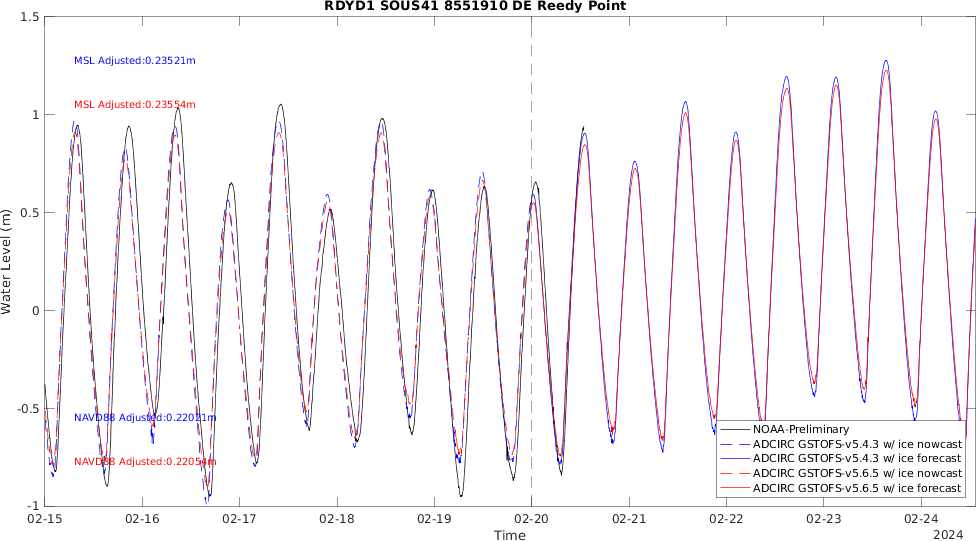 RDYD1 SOUS41 8551910 DE Reedy Point
1.5
MSL Adjusted:0.23521m
MSL Adjusted:0.23554m
1
0.5
Water Level (m)
0
-0.5
NAVD88 Adjusted:0.22021m
NAVD88 Adjusted:0.22054m
-1
NOAA-Preliminary
ADCIRC GSTOFS-v5.4.3 w/ ice nowcast
ADCIRC GSTOFS-v5.4.3 w/ ice forecast
ADCIRC GSTOFS-v5.6.5 w/ ice nowcast
ADCIRC GSTOFS-v5.6.5 w/ ice forecast
02-15 02-16 02-17 02-18 02-19 02-20 02-21 02-22 02-23 02-24
Time
2024